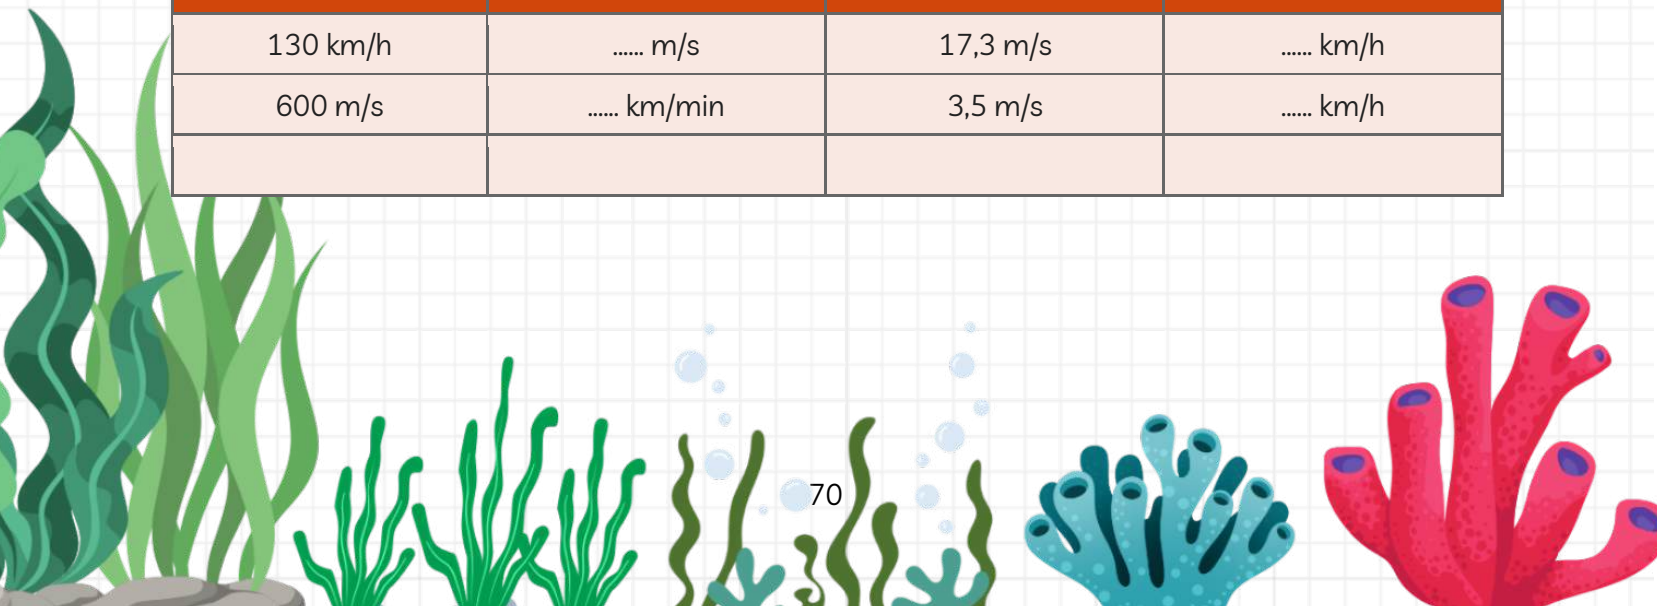 130 km/h ...... m/s 17,3 m/s ...... km/h
600 m/s ...... km/min 3,5 m/s ...... km/h
70